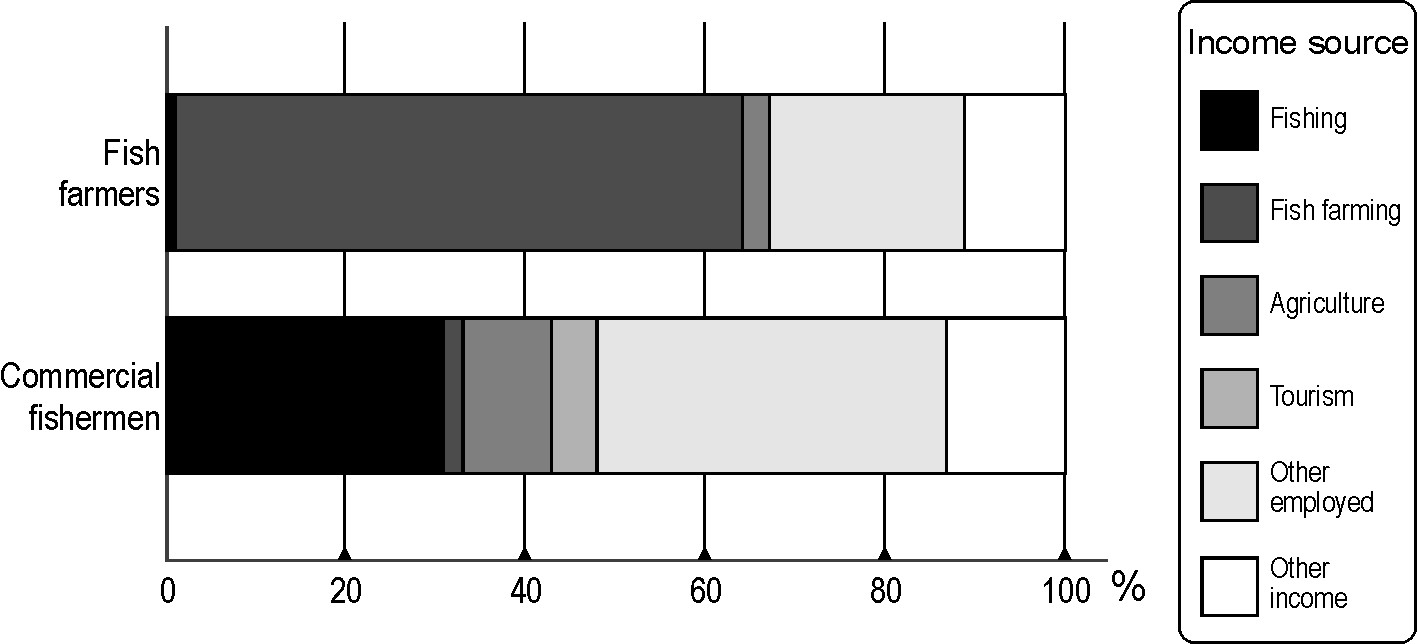 Fish
farmers
Commercial
fishermen
0 20 40 60 80 100 %
Income source
Fishing
Fish farming
Agriculture
Tourism
Other
employed
Other
income